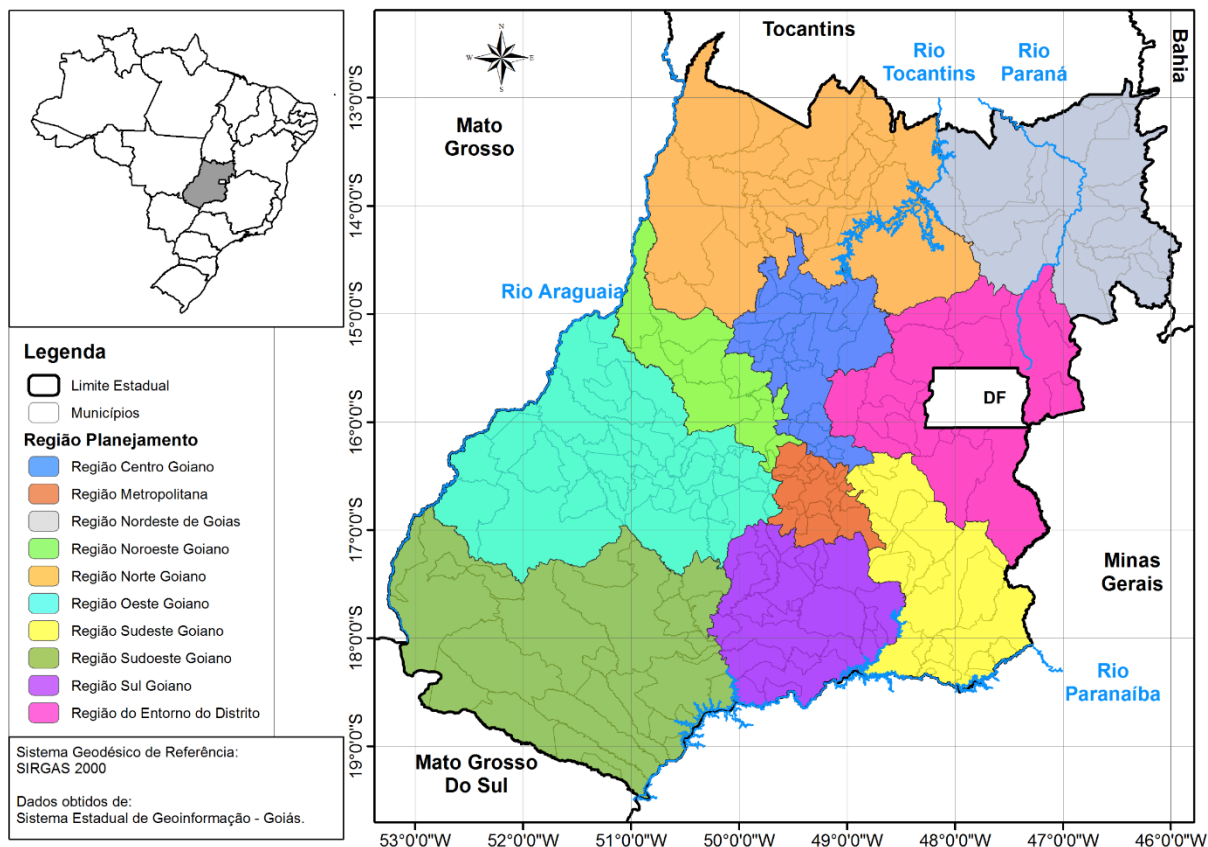 N
W
E
S
Tocantins
Rio
Tocantins
Rio
Paraná
Bahia
Mato
Grosso
Rio Araguaia
DF
Minas
Gerais
Rio
Paranaíba
Mato Grosso
Do Sul
13°0'0"S
14°0'0"S
15°0'0"S
16°0'0"S
17°0'0"S
18°0'0"S
19°0'0"S
53°0'0"W
52°0'0"W
51°0'0"W
50°0'0"W
49°0'0"W
48°0'0"W
47°0'0"W
46°0'0"W
Legenda
Limite Estadual
Municípios
Região Planejamento
Região Centro Goiano
Região Metropolitana
Região Nordeste de Goias
Região Noroeste Goiano
Região Norte Goiano
Região Oeste Goiano
Região Sudeste Goiano
Região Sudoeste Goiano
Região Sul Goiano
Região do Entorno do Distrito
Sistema Geodésico de Referência:
SIRGAS 2000
Dados obtidos de:
Sistema Estadual de Geoinformação - Goiás.